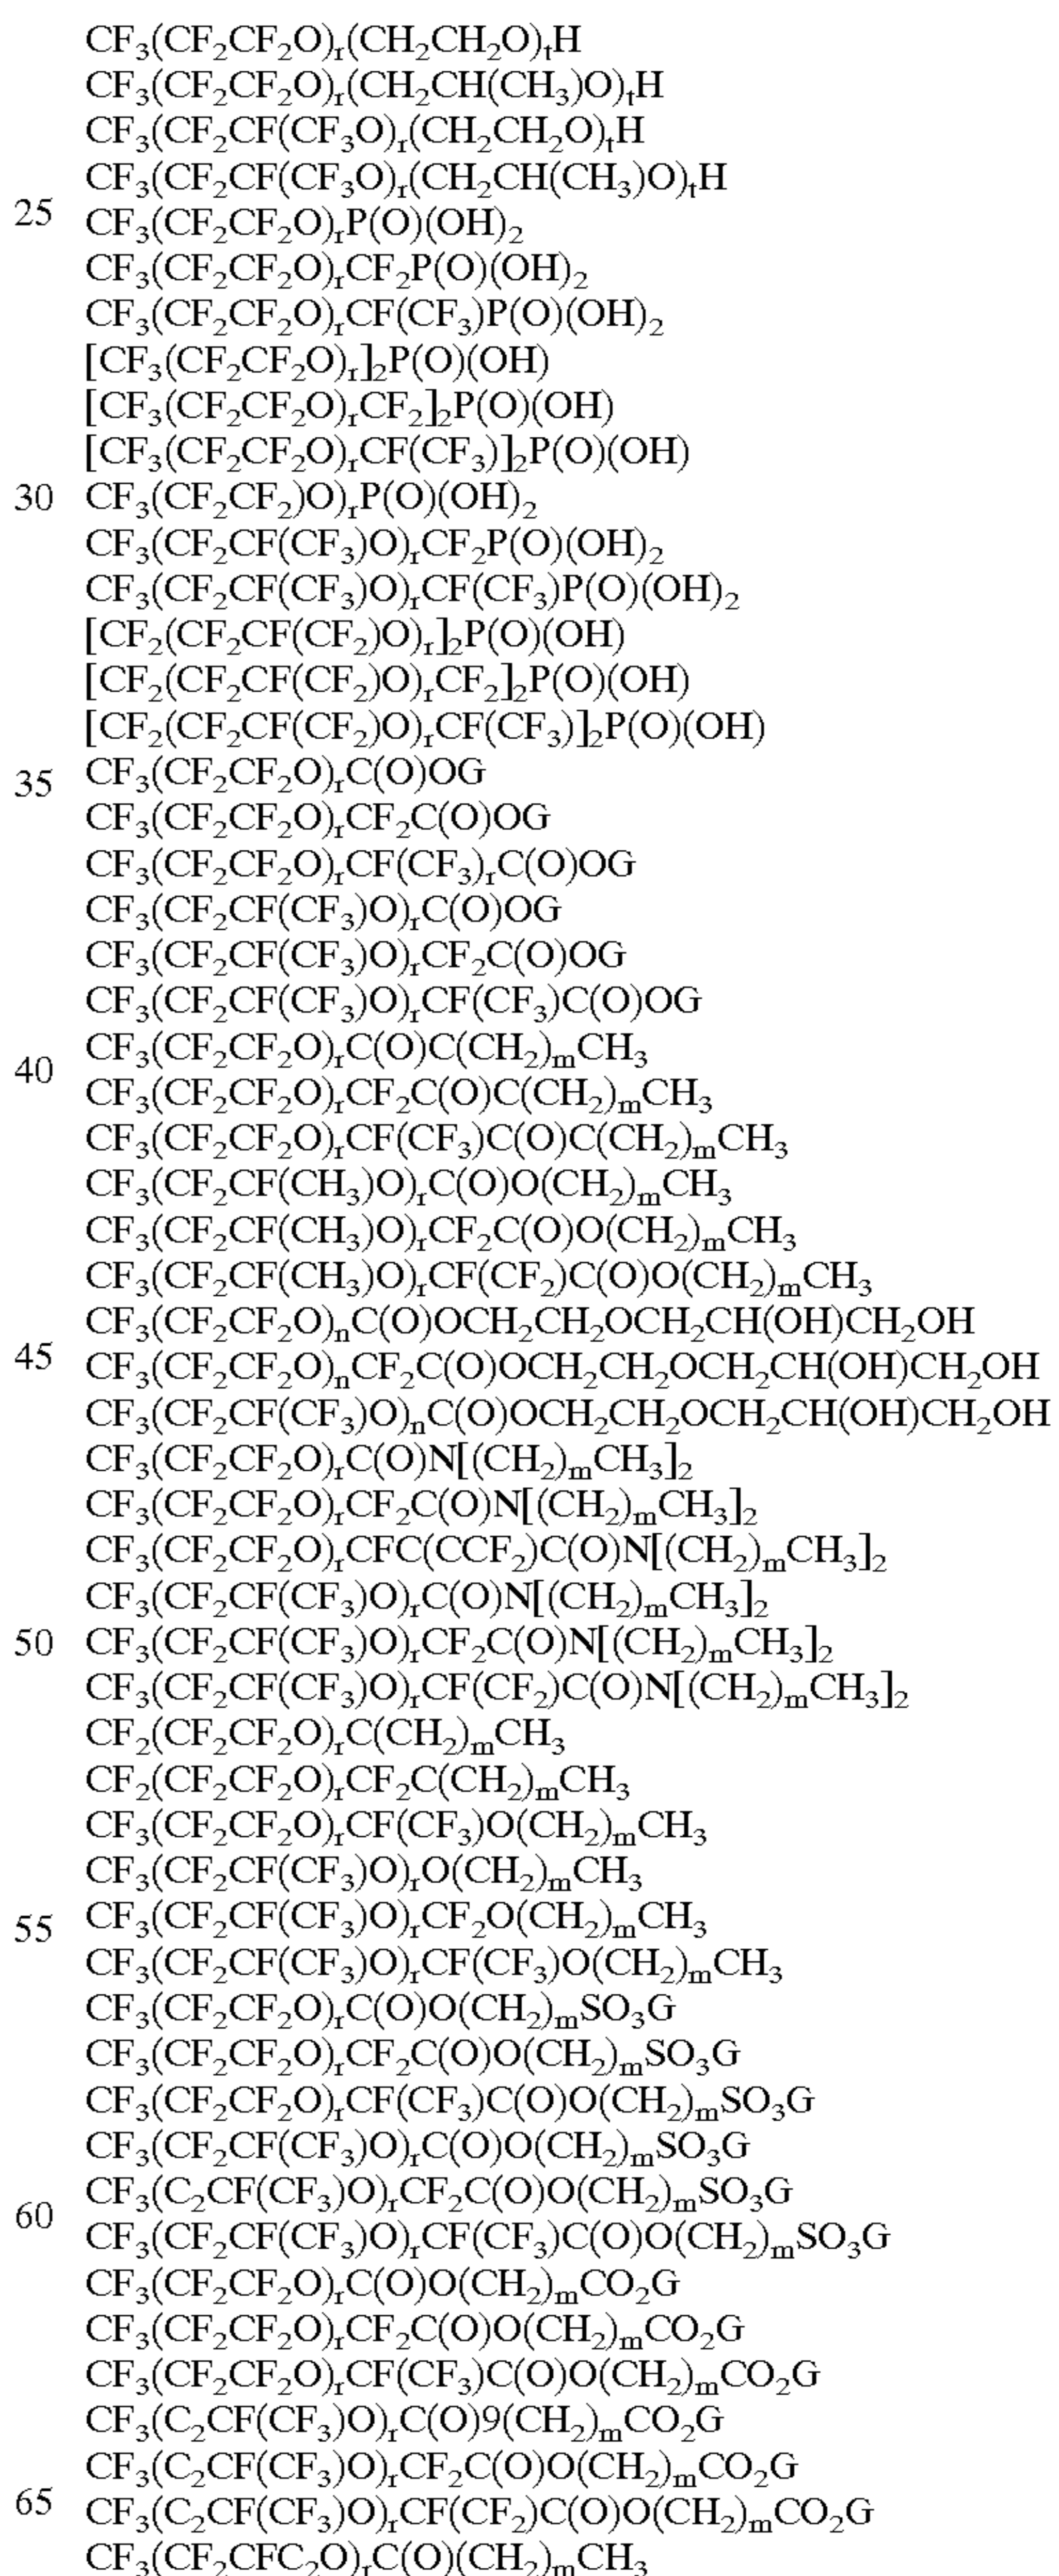 CF₃(CF₂CF₂O)ᵣ(CH₂CH₂O)ₜH
CF₃(CF₂CF₂O)ᵣ(CH₂CH(CH₃)O)ₜH
CF₃(CF₂CF(CF₃O)ᵣ(CH₂CH₂O)ₜH
CF₃(CF₂CF(CF₃O)ᵣ(CH₂CH(CH₃)O)ₜH
25 CF₃(CF₂CF₂O)ᵣP(O)(OH)₂
CF₃(CF₂CF₂O)ᵣCF₂P(O)(OH)₂
CF₃(CF₂CF₂O)ᵣCF(CF₃)P(O)(OH)₂
[CF₃(CF₂CF₂O)ᵣ]₂P(O)(OH)
[CF₃(CF₂CF₂O)ᵣCF₂]₂P(O)(OH)
[CF₃(CF₂CF₂O)ᵣCF(CF₃)]₂P(O)(OH)
30 CF₃(CF₂CF₂)O)ᵣP(O)(OH)₂
CF₃(CF₂CF(CF₃)O)ᵣCF₂P(O)(OH)₂
CF₃(CF₂CF(CF₃)O)ᵣCF(CF₃)P(O)(OH)₂
[CF₂(CF₂CF(CF₂)O)ᵣ]₂P(O)(OH)
[CF₂(CF₂CF(CF₂)O)ᵣCF₂]₂P(O)(OH)
[CF₂(CF₂CF(CF₂)O)ᵣCF(CF₃)]₂P(O)(OH)
35 CF₃(CF₂CF₂O)ᵣC(O)OG
CF₃(CF₂CF₂O)ᵣCF₂C(O)OG
CF₃(CF₂CF₂O)ᵣCF(CF₃)ᵣC(O)OG
CF₃(CF₂CF(CF₃)O)ᵣC(O)OG
CF₃(CF₂CF(CF₃)O)ᵣCF₂C(O)OG
CF₃(CF₂CF(CF₃)O)ᵣCF(CF₃)C(O)OG
40 CF₃(CF₂CF₂O)ᵣC(O)C(CH₂)ₘCH₃
CF₃(CF₂CF₂O)ᵣCF₂C(O)C(CH₂)ₘCH₃
CF₃(CF₂CF₂O)ᵣCF(CF₃)C(O)C(CH₂)ₘCH₃
CF₃(CF₂CF(CH₃)O)ᵣC(O)O(CH₂)ₘCH₃
CF₃(CF₂CF(CH₃)O)ᵣCF₂C(O)O(CH₂)ₘCH₃
CF₃(CF₂CF(CH₃)O)ᵣCF(CF₂)C(O)O(CH₂)ₘCH₃
CF₃(CF₂CF₂O)ₙC(O)OCH₂CH₂OCH₂CH(OH)CH₂OH
45 CF₃(CF₂CF₂O)ₙCF₂C(O)OCH₂CH₂OCH₂CH(OH)CH₂OH
CF₃(CF₂CF(CF₃)O)ₙC(O)OCH₂CH₂OCH₂CH(OH)CH₂OH
CF₃(CF₂CF₂O)ᵣC(O)N[(CH₂)ₘCH₃]₂
CF₃(CF₂CF₂O)ᵣCF₂C(O)N[(CH₂)ₘCH₃]₂
CF₃(CF₂CF₂O)ᵣCFC(CCF₂)C(O)N[(CH₂)ₘCH₃]₂
CF₃(CF₂CF(CF₃)O)ᵣC(O)N[(CH₂)ₘCH₃]₂
50 CF₃(CF₂CF(CF₃)O)ᵣCF₂C(O)N[(CH₂)ₘCH₃]₂
CF₃(CF₂CF(CF₃)O)ᵣCF(CF₂)C(O)N[(CH₂)ₘCH₃]₂
CF₂(CF₂CF₂O)ᵣC(CH₂)ₘCH₃
CF₂(CF₂CF₂O)ᵣCF₂C(CH₂)ₘCH₃
CF₃(CF₂CF₂O)ᵣCF(CF₃)O(CH₂)ₘCH₃
CF₃(CF₂CF(CF₃)O)ᵣO(CH₂)ₘCH₃
55 CF₃(CF₂CF(CF₃)O)ᵣCF₂O(CH₂)ₘCH₃
CF₃(CF₂CF(CF₃)O)ᵣCF(CF₃)O(CH₂)ₘCH₃
CF₃(CF₂CF₂O)ᵣC(O)O(CH₂)ₘSO₃G
CF₃(CF₂CF₂O)ᵣCF₂C(O)O(CH₂)ₘSO₃G
CF₃(CF₂CF₂O)ᵣCF(CF₃)C(O)O(CH₂)ₘSO₃G
CF₃(CF₂CF(CF₃)O)ᵣC(O)O(CH₂)ₘSO₃G
60 CF₃(C₂CF(CF₃)O)ᵣCF₂C(O)O(CH₂)ₘSO₃G
CF₃(CF₂CF(CF₃)O)ᵣCF(CF₃)C(O)O(CH₂)ₘSO₃G
CF₃(CF₂CF₂O)ᵣC(O)O(CH₂)ₘCO₂G
CF₃(CF₂CF₂O)ᵣCF₂C(O)O(CH₂)ₘCO₂G
CF₃(CF₂CF₂O)ᵣCF(CF₃)C(O)O(CH₂)ₘCO₂G
CF₃(C₂CF(CF₃)O)ᵣC(O)9(CH₂)ₘCO₂G
CF₃(C₂CF(CF₃)O)ᵣCF₂C(O)O(CH₂)ₘCO₂G
65 CF₃(C₂CF(CF₃)O)ᵣCF(CF₂)C(O)O(CH₂)ₘCO₂G
CF₃(CF₂CFC₂O)ᵣC(O)(CH₂)ₘCH₃